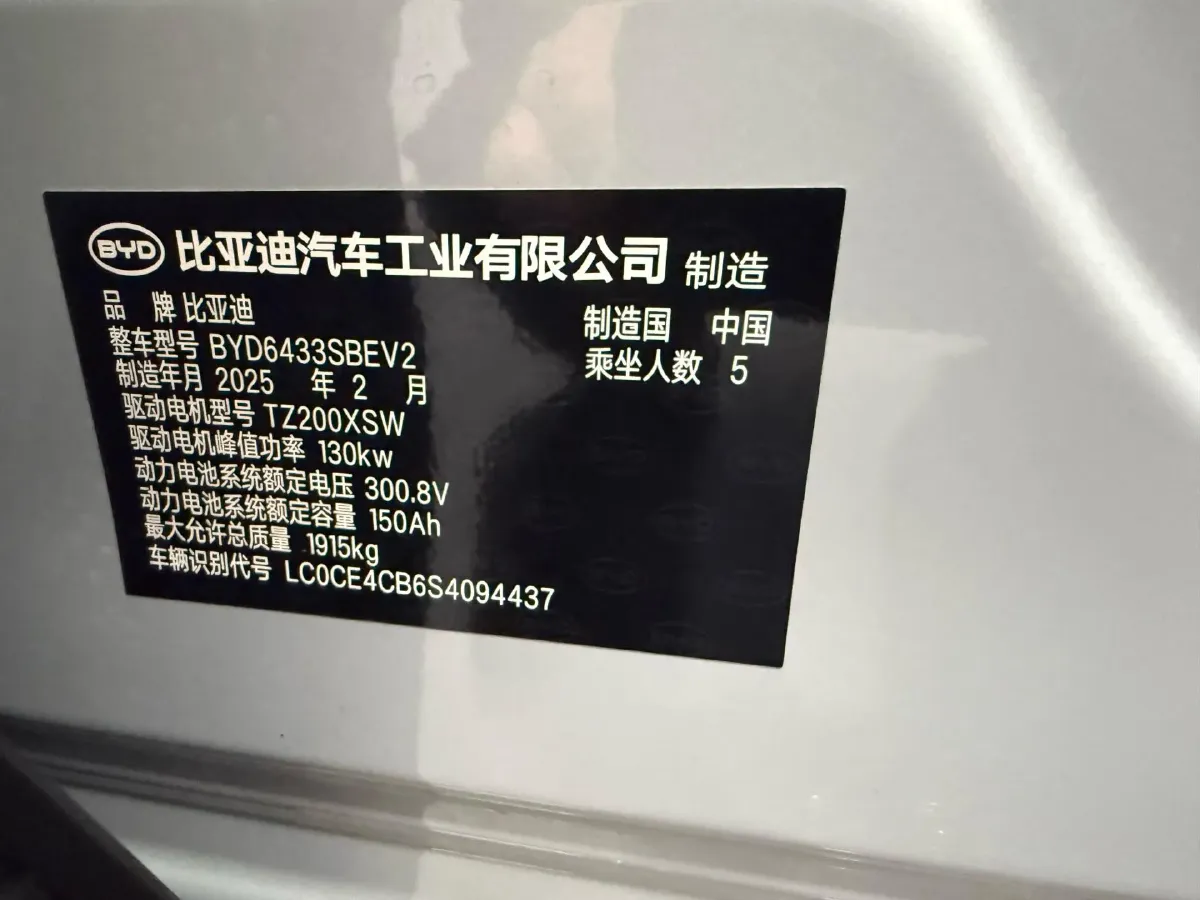 BYD 比亚迪汽车工业有限公司 制造
品 牌 比亚迪 制造国 中国
整车型号 BYD6433SBEV2 乘坐人数 5
制造年月 2025 年 2 月
驱动电机型号 TZ200XSW
驱动电机峰值功率 130kw
动力电池系统额定电压 300.8V
动力电池系统额定容量 150Ah
最大允许总质量 1915kg
车辆识别代号 LC0CE4CB6S4094437